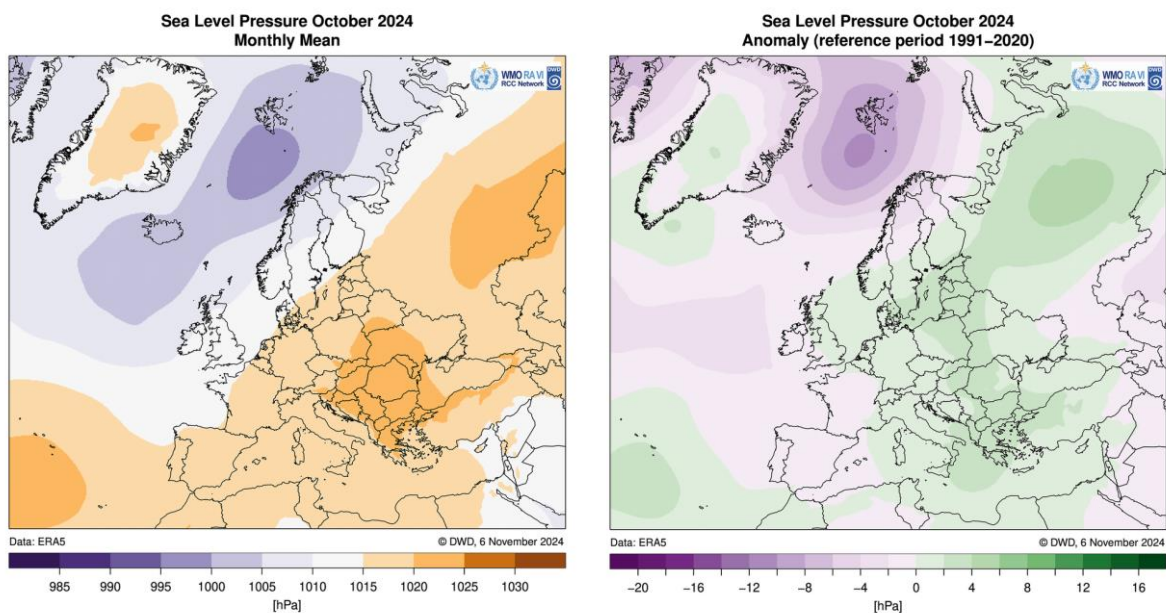 Sea Level Pressure October 2024
Monthly Mean
WMO RA VI
RCC Network
DWD
Data: ERA5
© DWD, 6 November 2024
985 990 995 1000 1005 1010 1015 1020 1025 1030
[hPa]
Sea Level Pressure October 2024
Anomaly (reference period 1991−2020)
WMO RA VI
RCC Network
DWD
Data: ERA5
© DWD, 6 November 2024
−20 −16 −12 −8 −4 0 4 8 12 16
[hPa]